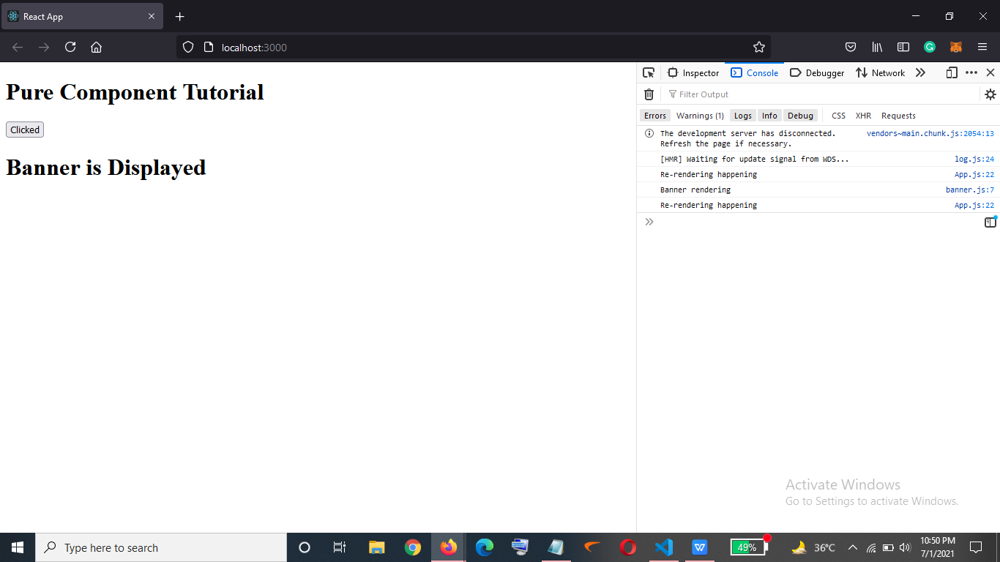 React App
localhost:3000
Pure Component Tutorial
Clicked
Banner is Displayed
Inspector Console Debugger Network
Filter Output
Errors Warnings (1) Logs Info Debug CSS XHR Requests
The development server has disconnected. vendors~main.chunk.js:2054:13
Refresh the page if necessary.
[HMR] Waiting for update signal from WDS... log.js:24
Re-rendering happening App.js:22
Banner rendering banner.js:7
Re-rendering happening App.js:22
Activate Windows
Go to Settings to activate Windows.
Type here to search
49%
36°C
10:50 PM
7/1/2021